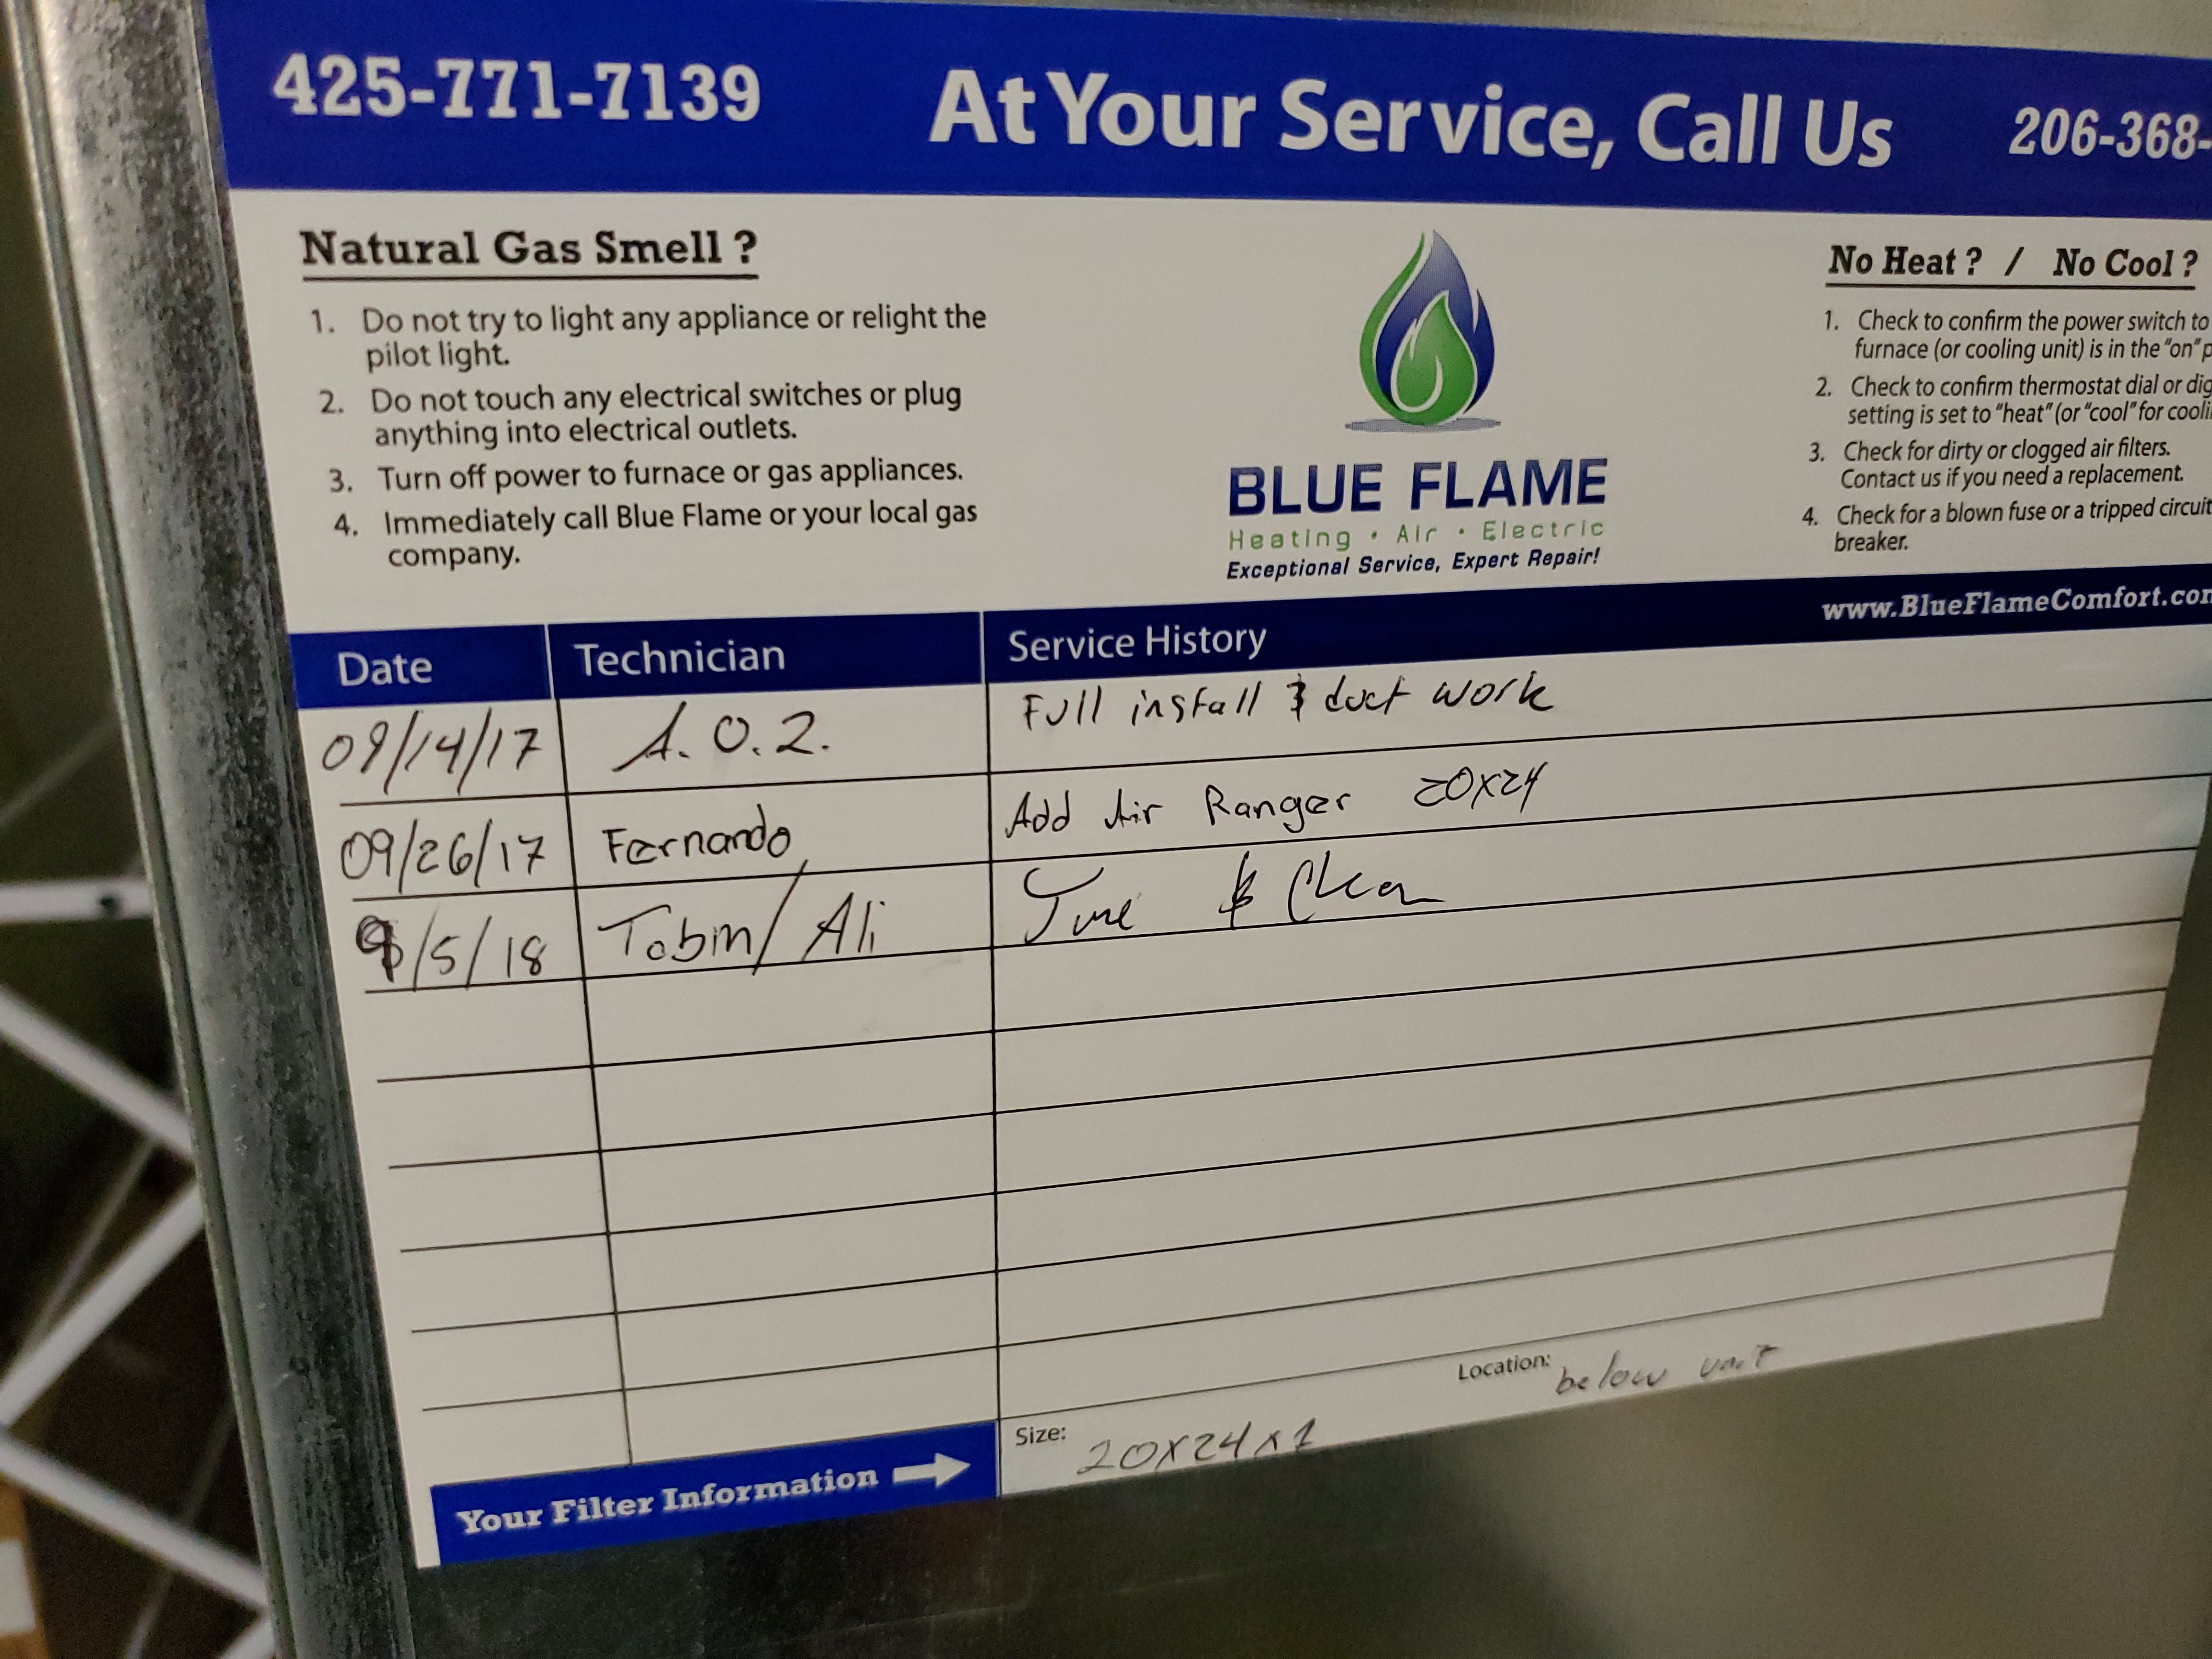 425-771-7139 At Your Service, Call Us 206-368-
Natural Gas Smell ?
1. Do not try to light any appliance or relight the
pilot light.
2. Do not touch any electrical switches or plug
anything into electrical outlets.
3. Turn off power to furnace or gas appliances.
4. Immediately call Blue Flame or your local gas
company.
BLUE FLAME
Heating • Air • Electric
Exceptional Service, Expert Repair!
No Heat ? / No Cool ?
1. Check to confirm the power switch to
furnace (or cooling unit) is in the "on" p
2. Check to confirm thermostat dial or dig
setting is set to "heat" (or "cool" for cooli
3. Check for dirty or clogged air filters.
Contact us if you need a replacement.
4. Check for a blown fuse or a tripped circuit
breaker.
www.BlueFlameComfort.com
Date Technician Service History
09/14/17 A.O.Z. Full install & duct work
09/26/17 Fernando Add Air Ranger 20x24
9/5/18 Tobin/Ali Tune & Clean
Your Filter Information
Size: 20x24x1
Location: below unit